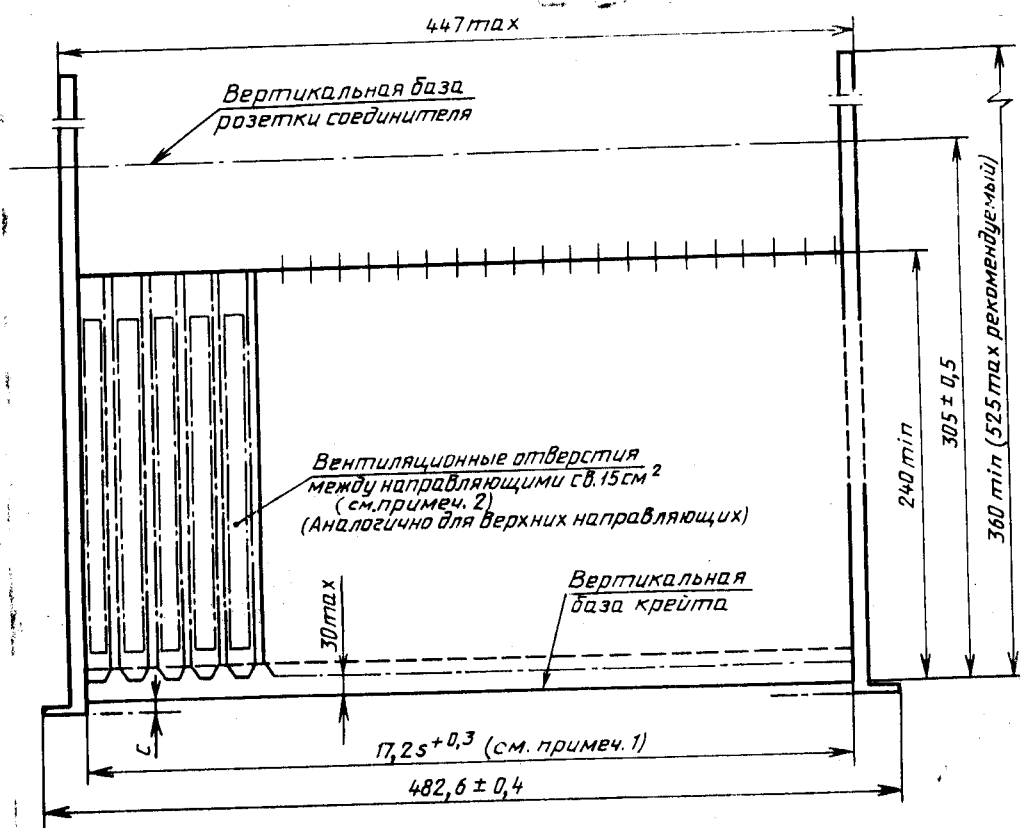 447 max
Вертикальная база
розетки соединителя
Вентиляционные отверстия
между направляющими св. 15 см²
(см. примеч. 2)
(Аналогично для верхних направляющих)
Вертикальная
база крейта
30 max
240 min
305 ± 0,5
360 min (525 max рекомендуемый)
с
17,2s +0,3 (см. примеч. 1)
482,6 ± 0,4